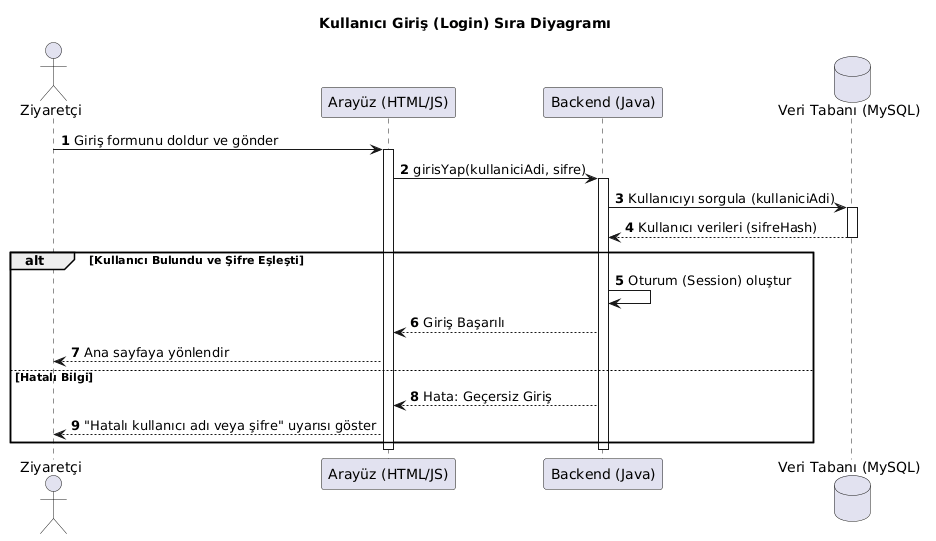 Kullanıcı Giriş (Login) Sıra Diyagramı
Ziyaretçi
Arayüz (HTML/JS)
Backend (Java)
Veri Tabanı (MySQL)
1 Giriş formunu doldur ve gönder
2 girisYap(kullaniciAdi, sifre)
3 Kullanıcıyı sorgula (kullaniciAdi)
4 Kullanıcı verileri (sifreHash)
alt [Kullanıcı Bulundu ve Şifre Eşleşti]
5 Oturum (Session) oluştur
6 Giriş Başarılı
7 Ana sayfaya yönlendir
[Hatalı Bilgi]
8 Hata: Geçersiz Giriş
9 "Hatalı kullanıcı adı veya şifre" uyarısı göster
Ziyaretçi
Arayüz (HTML/JS)
Backend (Java)
Veri Tabanı (MySQL)